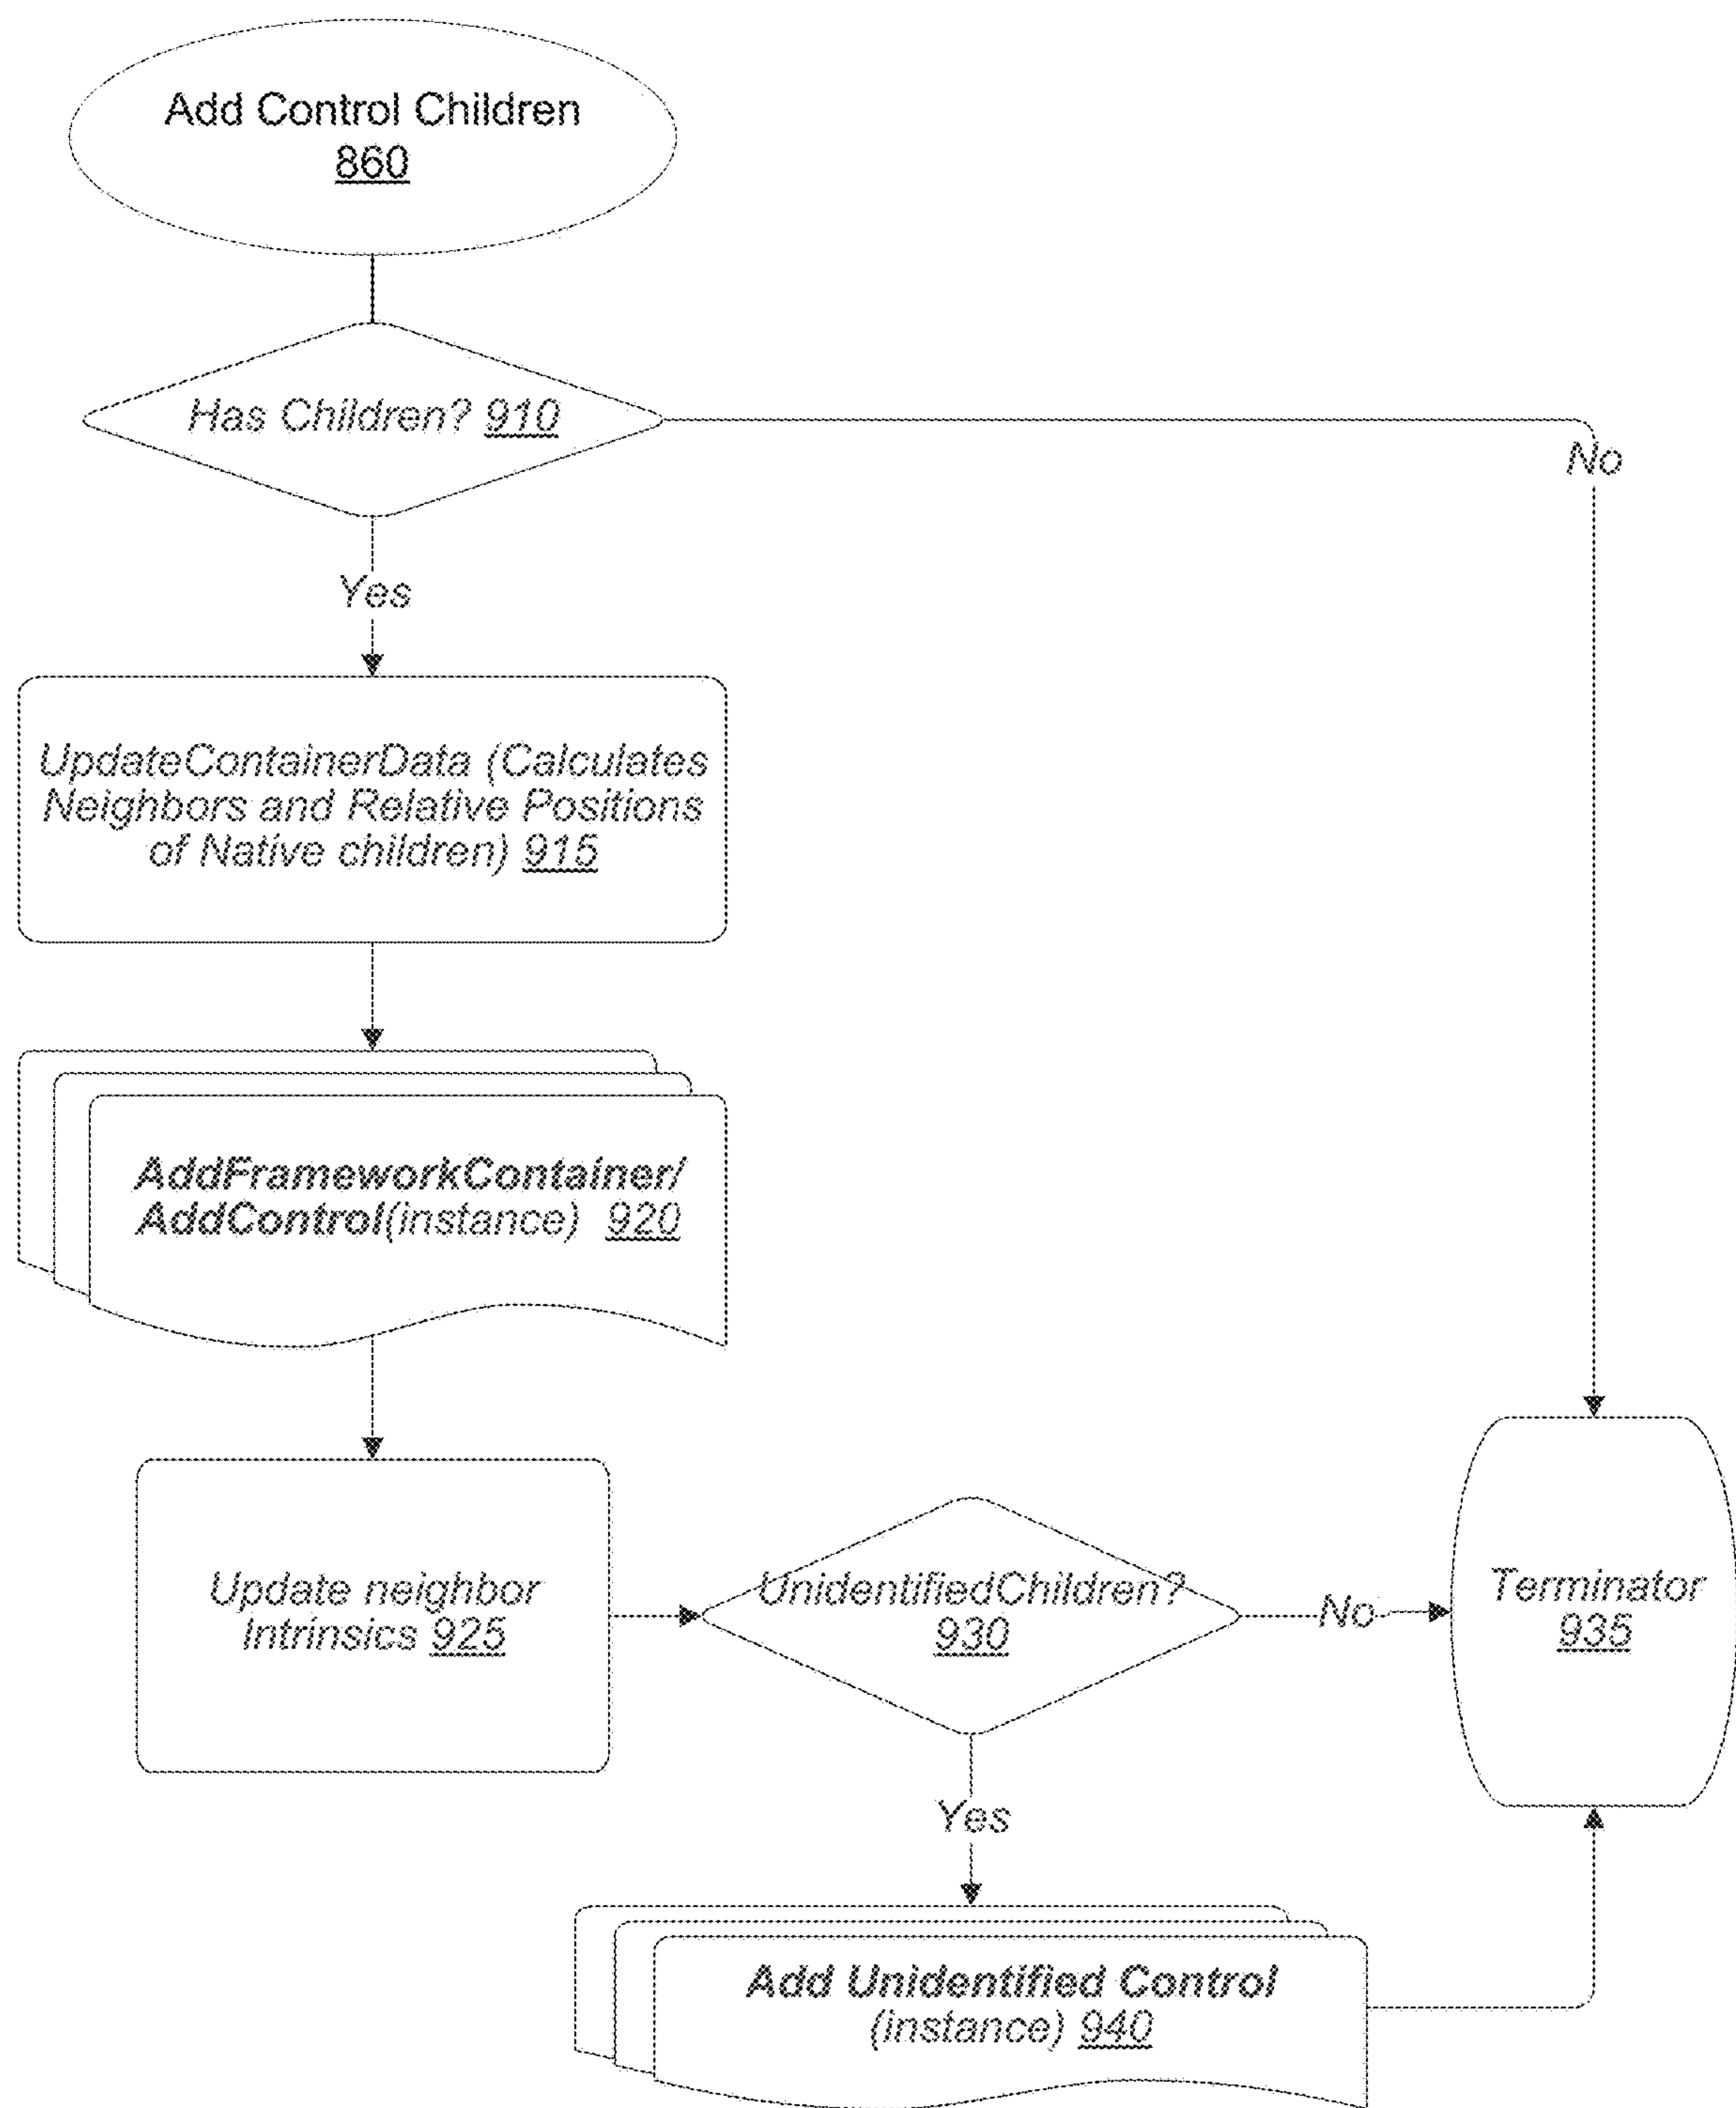 Add Control Children
860
Has Children? 910
No
Yes
UpdateContainerData (Calculates
Neighbors and Relative Positions
of Native children) 915
AddFrameworkContainer/
AddControl(instance) 920
Update neighbor
Intrinsics 925
UnidentifiedChildren?
930
No
Terminator
935
Yes
Add Unidentified Control
(instance) 940